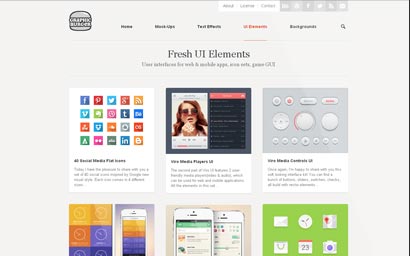 About License Contact
GRAPHIC
BURGER
Home Mock-Ups Text Effects UI Elements Backgrounds
Fresh UI Elements
User interfaces for web & mobile apps, icon sets, game GUI
40 Social Media Flat Icons
Today I have the pleasure to share with you a
set of 40 social icons inspired by Google new
visual style. Each icon comes in 4 different
sizes
Viro Media Players UI
The second part of Viro UI features 3 user
friendly media players(video & audio), which
can be used for web and mobile applications.
All the elements in this set...
Viro Media Controls UI
Once again, I'm happy to share with you this
soft looking interface kit! You can find a
bunch of buttons, sliders, switches, checks
all build with vector elements...
23